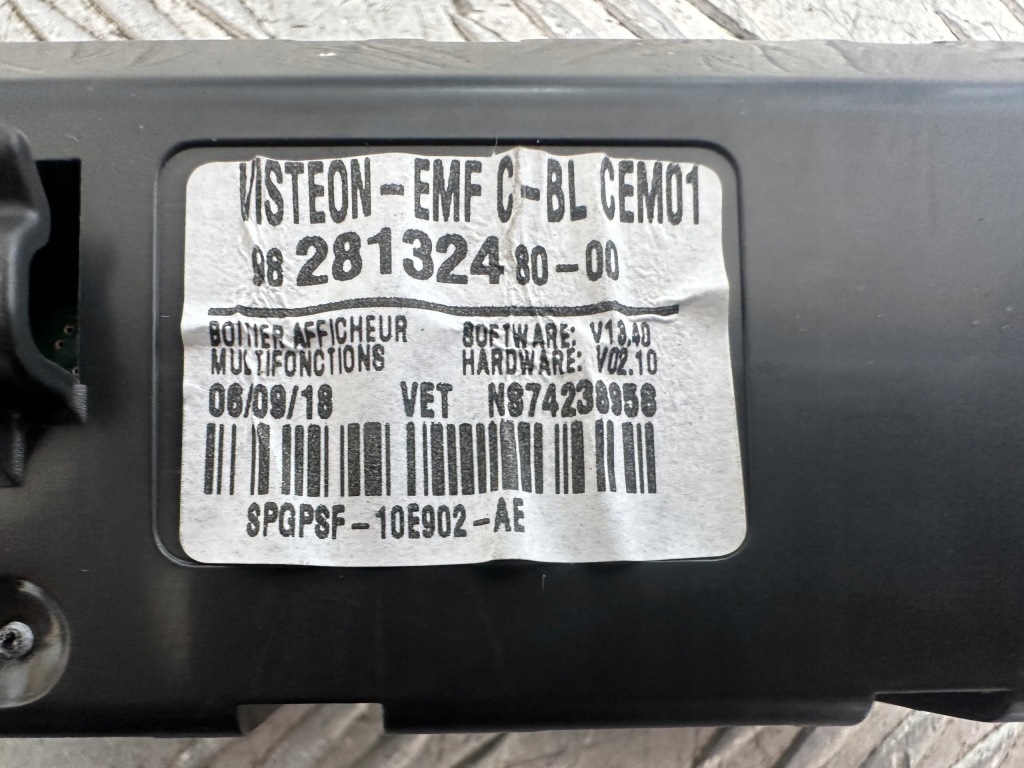 VISTEON-EMF C-BL CEM01
98 281324 80-00
BOITIER AFFICHEUR SOFTWARE: V13.40
MULTIFONCTIONS HARDWARE: V02.10
06/09/18 VET
SPGPSF-10E902-AE